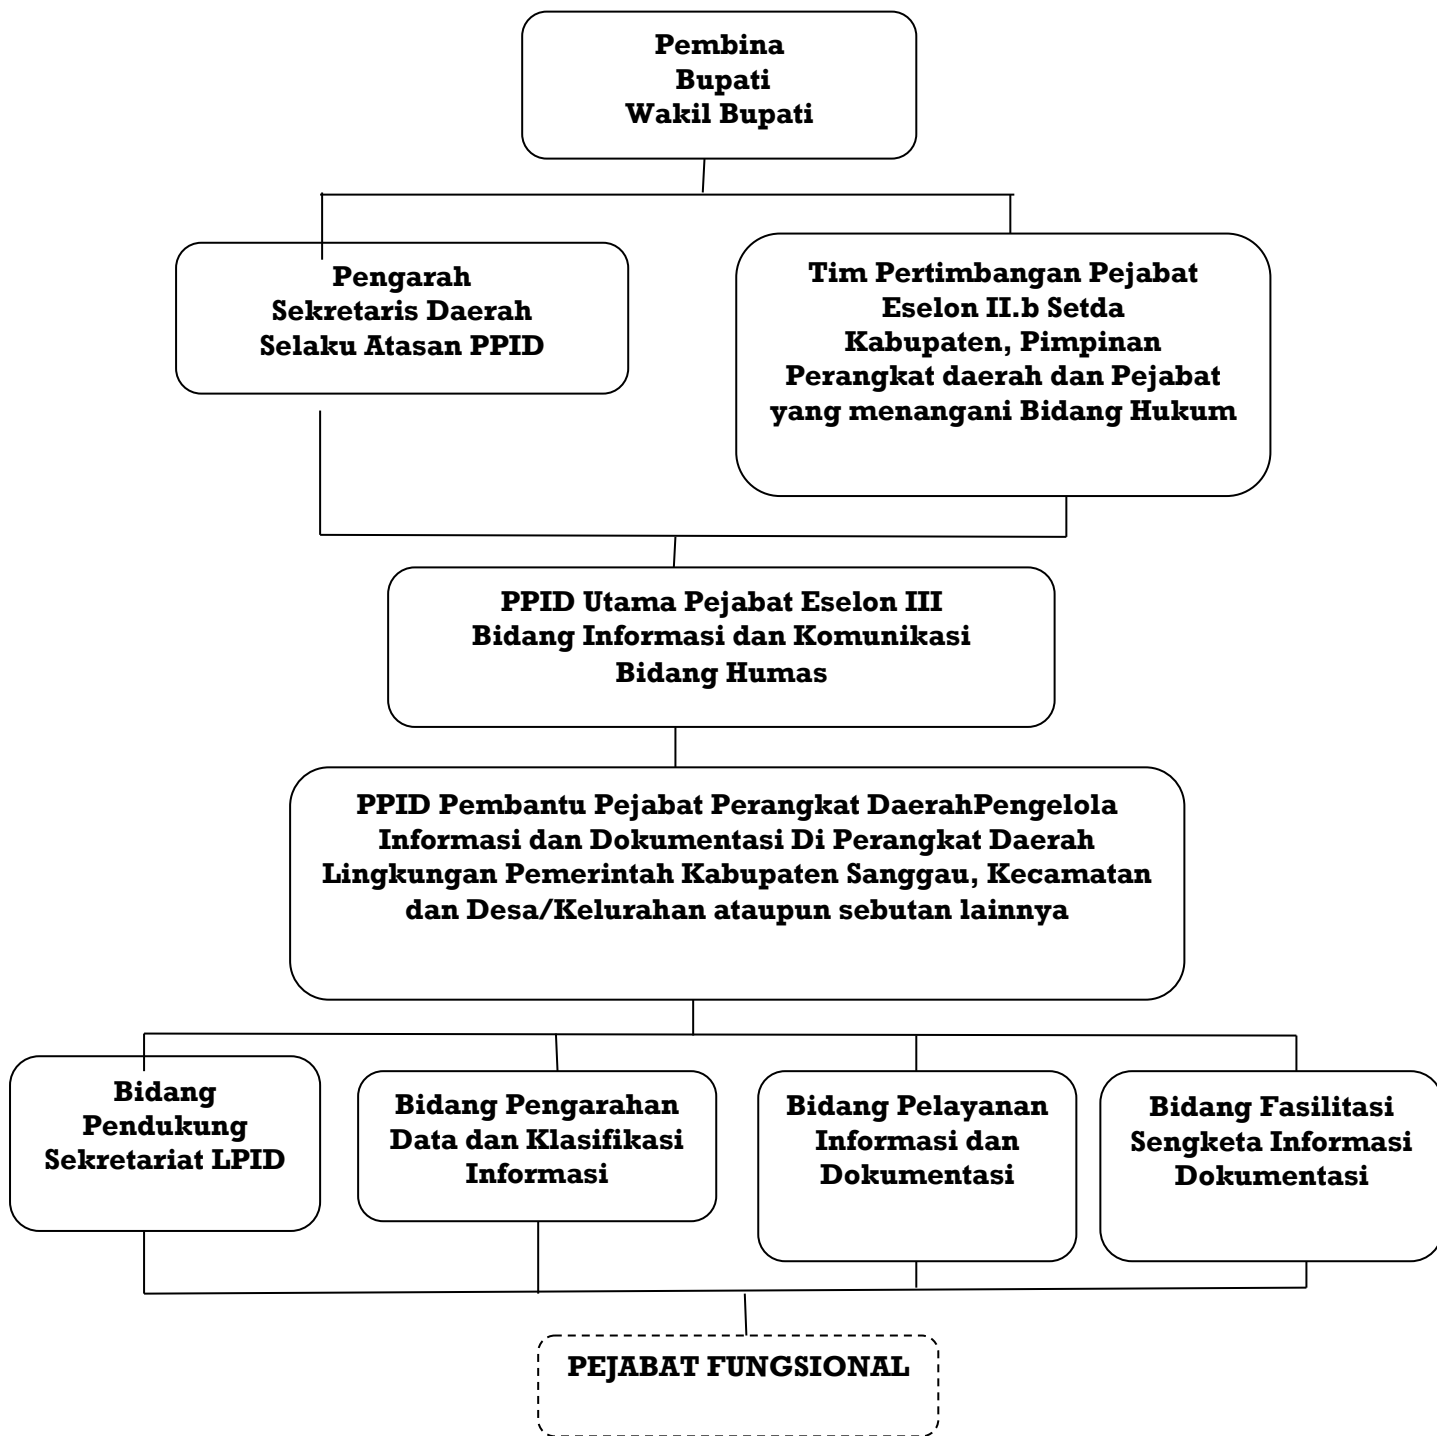 Pembina
Bupati
Wakil Bupati
Pengarah
Sekretaris Daerah
Selaku Atasan PPID
Tim Pertimbangan Pejabat
Eselon II.b Setda
Kabupaten, Pimpinan
Perangkat daerah dan Pejabat
yang menangani Bidang Hukum
PPID Utama Pejabat Eselon III
Bidang Informasi dan Komunikasi
Bidang Humas
PPID Pembantu Pejabat Perangkat DaerahPengelola
Informasi dan Dokumentasi Di Perangkat Daerah
Lingkungan Pemerintah Kabupaten Sanggau, Kecamatan
dan Desa/Kelurahan ataupun sebutan lainnya
Bidang
Pendukung
Sekretariat LPID
Bidang Pengarahan
Data dan Klasifikasi
Informasi
Bidang Pelayanan
Informasi dan
Dokumentasi
Bidang Fasilitasi
Sengketa Informasi
Dokumentasi
PEJABAT FUNGSIONAL